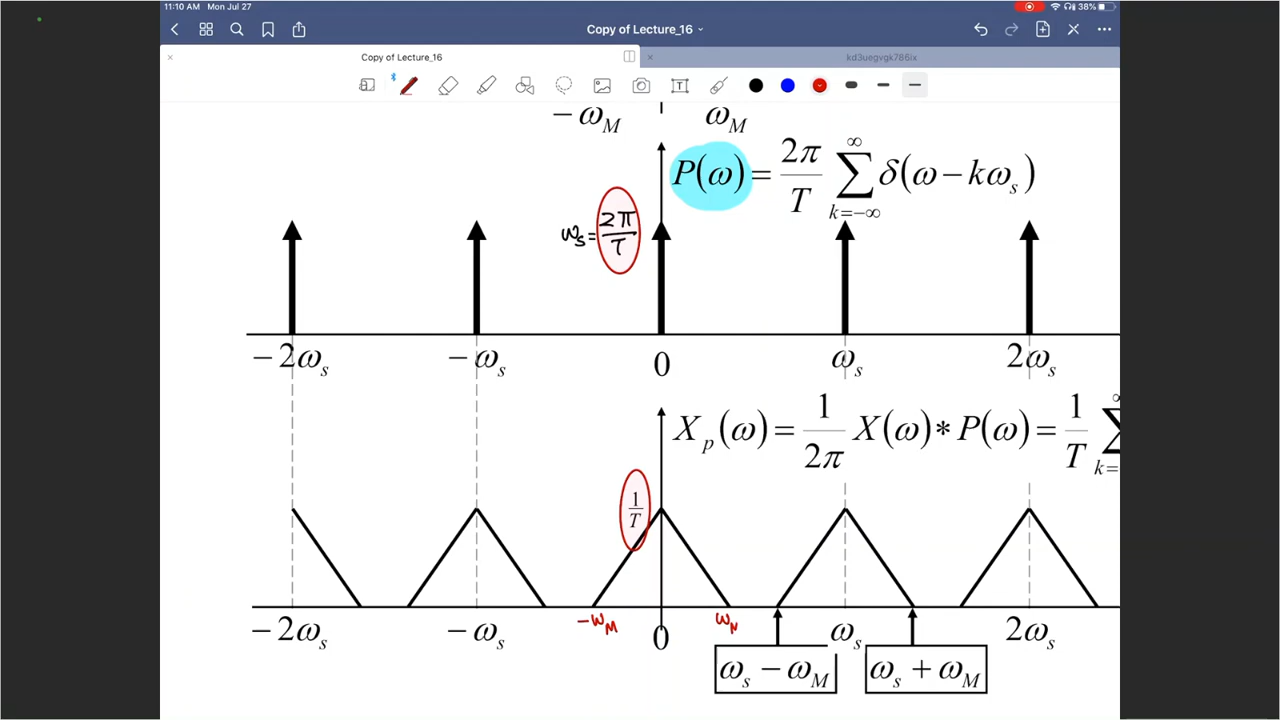 11:10 AM Mon Jul 27
38%
Copy of Lecture_16
Copy of Lecture_16
kd3uegvgk786ix
T
−ω_M ω_M
P(ω) = 2π/T ∑_{k=−∞}^{∞} δ(ω − kω_s)
ω_s = 2π/T
−2ω_s −ω_s 0 ω_s 2ω_s
X_p(ω) = 1/2π X(ω) * P(ω) = 1/T ∑_{k=
1/T
−ω_M ω_M
−2ω_s −ω_s 0 ω_s 2ω_s
ω_s − ω_M ω_s + ω_M